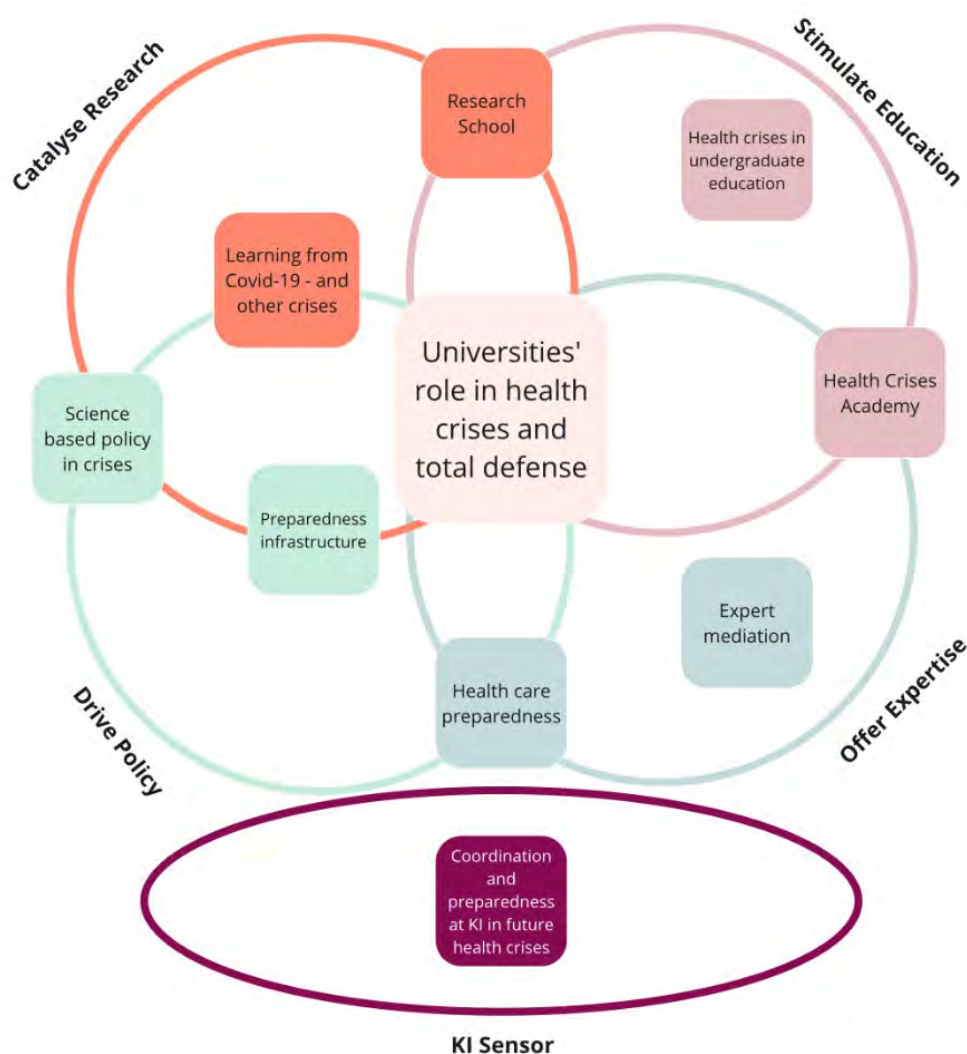 Catalyse Research
Stimulate Education
Research
School
Health crises in
undergraduate
education
Learning from
Covid-19 - and
other crises
Universities'
role in health
crises and
total defense
Health Crises
Academy
Science
based policy
in crises
Preparedness
infrastructure
Expert
mediation
Health care
preparedness
Drive Policy
Offer Expertise
Coordination
and
preparedness
at KI in future
health crises
KI Sensor